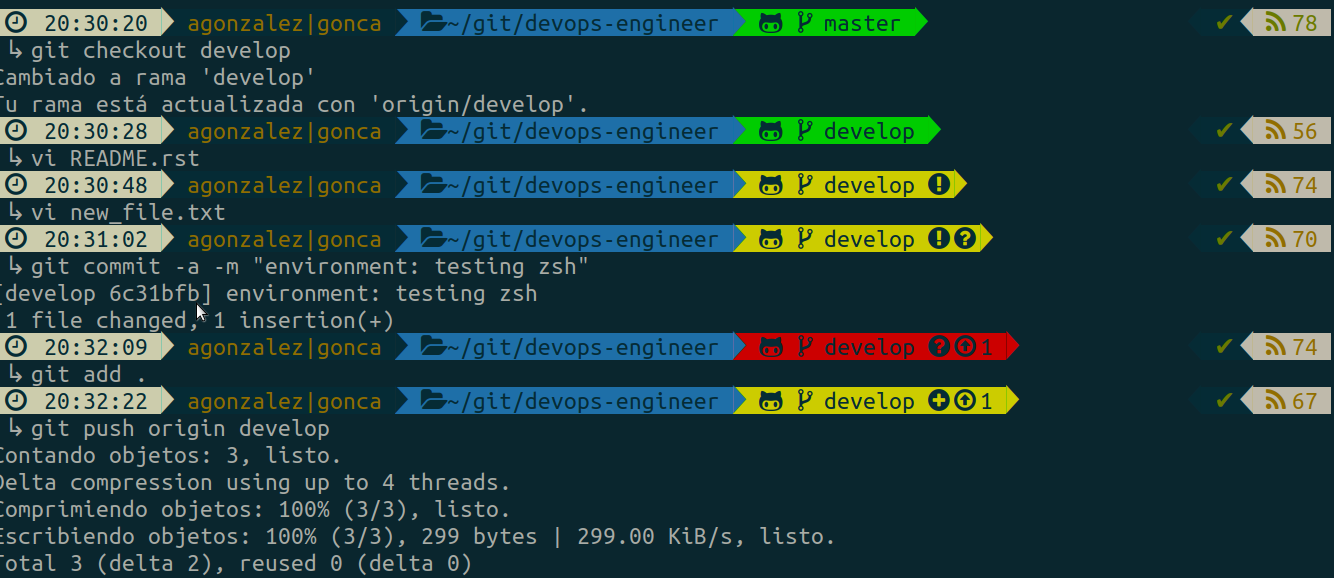 20:30:20 agonzalez|gonca ~/git/devops-engineer master ✔ 78
↳ git checkout develop
Cambiado a rama 'develop'
Tu rama está actualizada con 'origin/develop'.
20:30:28 agonzalez|gonca ~/git/devops-engineer develop ✔ 56
↳ vi README.rst
20:30:48 agonzalez|gonca ~/git/devops-engineer develop ! ✔ 74
↳ vi new_file.txt
20:31:02 agonzalez|gonca ~/git/devops-engineer develop ! ? ✔ 70
↳ git commit -a -m "environment: testing zsh"
[develop 6c31bfb] environment: testing zsh
1 file changed, 1 insertion(+)
20:32:09 agonzalez|gonca ~/git/devops-engineer develop ? ↑ 1 ✔ 74
↳ git add .
20:32:22 agonzalez|gonca ~/git/devops-engineer develop + ↑ 1 ✔ 67
↳ git push origin develop
Contando objetos: 3, listo.
Delta compression using up to 4 threads.
Comprimiendo objetos: 100% (3/3), listo.
Escribiendo objetos: 100% (3/3), 299 bytes | 299.00 KiB/s, listo.
Total 3 (delta 2), reused 0 (delta 0)